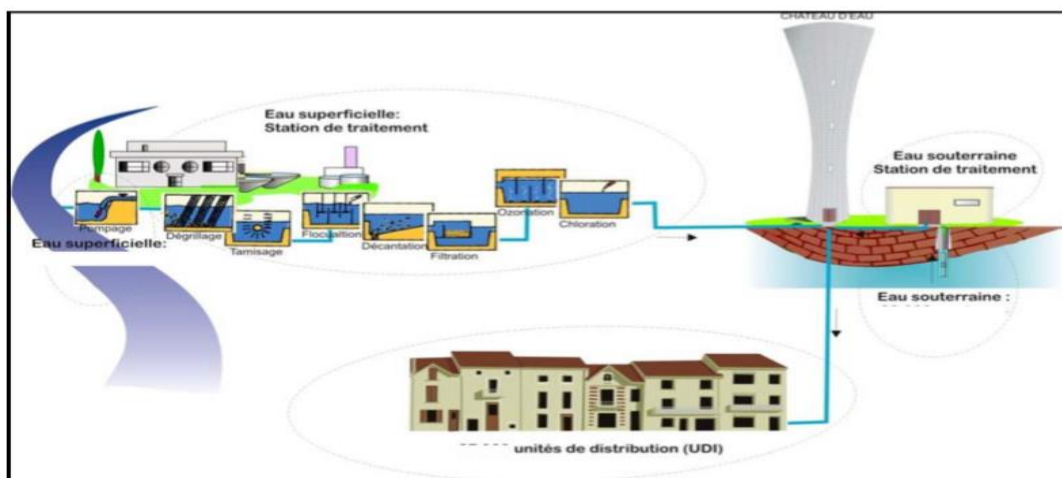 CHATEAU D'EAU
Eau superficielle:
Station de traitement
Eau souterraine
Station de traitement
Pompage
Dégrillage
Tamisage
Flocualtion
Décantation
Filtration
Ozonation
Chloration
Eau superficielle:
Eau souterraine :
unités de distribution (UDI)